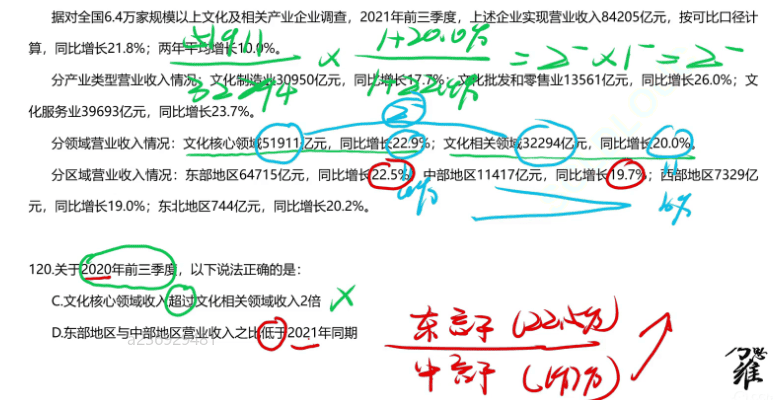 据对全国6.4万家规模以上文化及相关产业企业调查，2021年前三季度，上述企业实现营业收入84205亿元，按可比口径计
算，同比增长21.8%；两年平均增长10.0%。
51911/32294 × 1+20.0%/1+22.9% = 2⁻ × 1⁻ = 2⁻
分产业类型营业收入情况：文化制造业30950亿元，同比增长17.7%；文化批发和零售业13561亿元，同比增长26.0%；文
化服务业39693亿元，同比增长23.7%。
2⁻
分领域营业收入情况：文化核心领域51911亿元，同比增长22.9%；文化相关领域32294亿元，同比增长20.0%。
分区域营业收入情况：东部地区64715亿元，同比增长22.5%；中部地区11417亿元，同比增长19.7%；西部地区7329亿
元，同比增长19.0%；东北地区744亿元，同比增长20.2%。
120.关于2020年前三季度，以下说法正确的是：
C.文化核心领域收入超过文化相关领域收入2倍 ×
D.东部地区与中部地区营业收入之比低于2021年同期
东 (22.5%)
中 (19.7%)